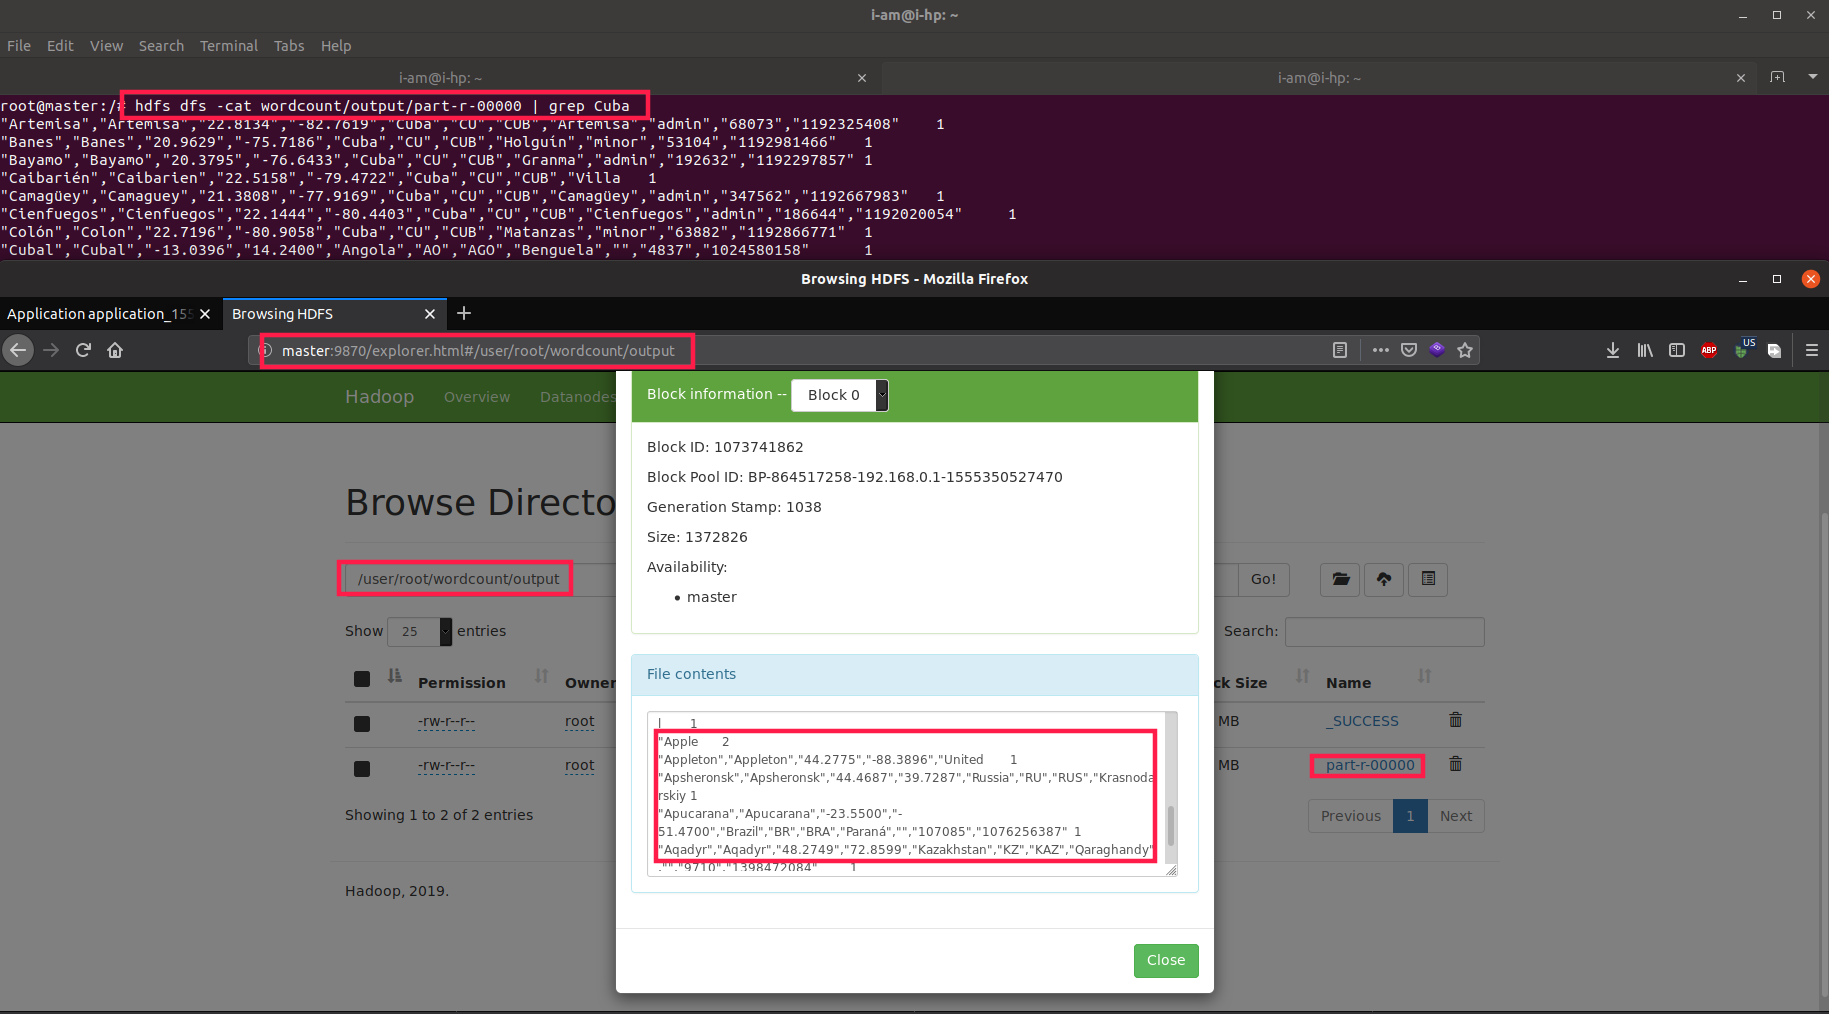 i-am@i-hp: ~
File Edit View Search Terminal Tabs Help
i-am@i-hp: ~ i-am@i-hp: ~
root@master:/# hdfs dfs -cat wordcount/output/part-r-00000 | grep Cuba
"Artemisa","Artemisa","22.8134","-82.7619","Cuba","CU","CUB","Artemisa","admin","68073","1192325408" 1
"Banes","Banes","20.9629","-75.7186","Cuba","CU","CUB","Holguín","minor","53104","1192981466" 1
"Bayamo","Bayamo","20.3795","-76.6433","Cuba","CU","CUB","Granma","admin","192632","1192297857" 1
"Caibarién","Caibarien","22.5158","-79.4722","Cuba","CU","CUB","Villa 1
"Camagüey","Camaguey","21.3808","-77.9169","Cuba","CU","CUB","Camagüey","admin","347562","1192667983" 1
"Cienfuegos","Cienfuegos","22.1444","-80.4403","Cuba","CU","CUB","Cienfuegos","admin","186644","1192020054" 1
"Colón","Colon","22.7196","-80.9058","Cuba","CU","CUB","Matanzas","minor","63882","1192866771" 1
"Cubal","Cubal","-13.0396","14.2400","Angola","AO","AGO","Benguela","","4837","1024580158" 1
Browsing HDFS - Mozilla Firefox
Application application_155 Browsing HDFS
master:9870/explorer.html#/user/root/wordcount/output
ABP US
Hadoop Overview Datanodes
Block information -- Block 0
Block ID: 1073741862
Block Pool ID: BP-864517258-192.168.0.1-1555350527470
Generation Stamp: 1038
Size: 1372826
Availability:
master
Browse Directo
/user/root/wordcount/output Go!
Show 25 entries Search:
Permission Owner ck Size Name
-rw-r--r-- root MB _SUCCESS
-rw-r--r-- root MB part-r-00000
Showing 1 to 2 of 2 entries Previous 1 Next
Hadoop, 2019.
File contents
l 1
"Apple 2
"Appleton","Appleton","44.2775","-88.3896","United 1
"Apsheronsk","Apsheronsk","44.4687","39.7287","Russia","RU","RUS","Krasnoda
rskiy 1
"Apucarana","Apucarana","-23.5500","-
51.4700","Brazil","BR","BRA","Paraná","","107085","1076256387" 1
"Aqadyr","Aqadyr","48.2749","72.8599","Kazakhstan","KZ","KAZ","Qaraghandy"
,"","9710","1398472084" 1
Close